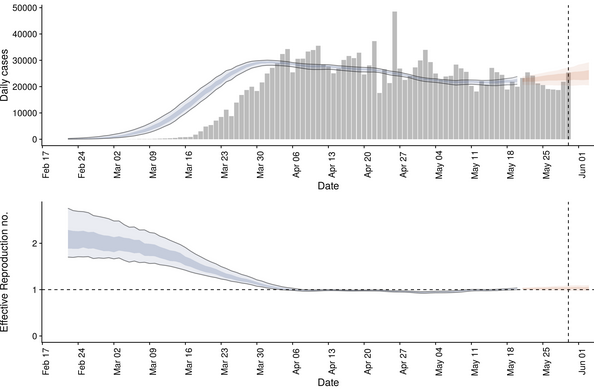 50000
40000
30000
20000
10000
0
Daily cases
Feb 17
Feb 24
Mar 02
Mar 09
Mar 16
Mar 23
Mar 30
Apr 06
Apr 13
Apr 20
Apr 27
May 04
May 11
May 18
May 25
Jun 01
Date
2
1
0
Effective Reproduction no.
Feb 17
Feb 24
Mar 02
Mar 09
Mar 16
Mar 23
Mar 30
Apr 06
Apr 13
Apr 20
Apr 27
May 04
May 11
May 18
May 25
Jun 01
Date